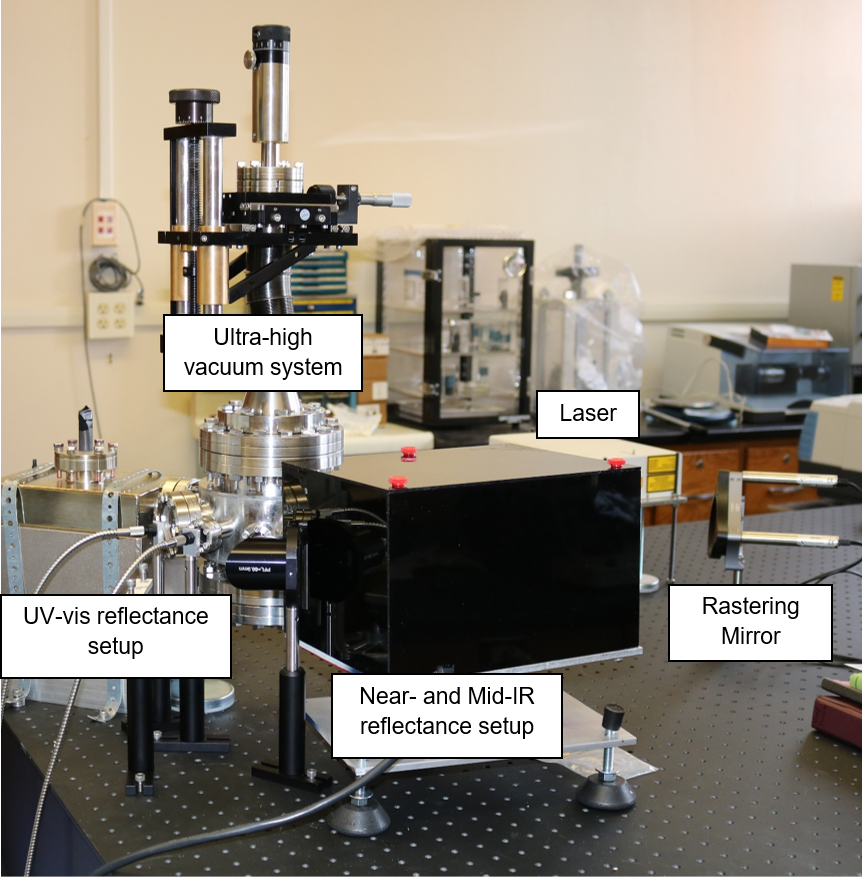 Ultra-high
vacuum system
Laser
UV-vis reflectance
setup
Rastering
Mirror
Near- and Mid-IR
reflectance setup